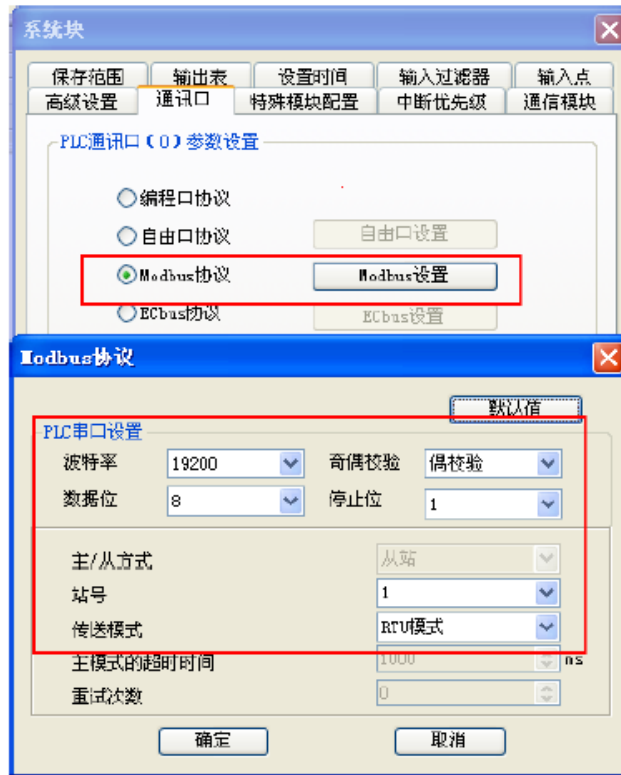 系统块
保存范围 输出表 设置时间 输入过滤器 输入点
高级设置 通讯口 特殊模块配置 中断优先级 通信模块
PLC通讯口(0)参数设置
编程口协议
自由口协议 自由口设置
Modbus协议 Modbus设置
ECbus协议 ECbus设置
Modbus协议
默认值
PLC串口设置
波特率 19200 奇偶校验 偶校验
数据位 8 停止位 1
主/从方式 从站
站号 1
传送模式 RTU模式
主模式的超时时间 1000 ms
重试次数 0
确定 取消